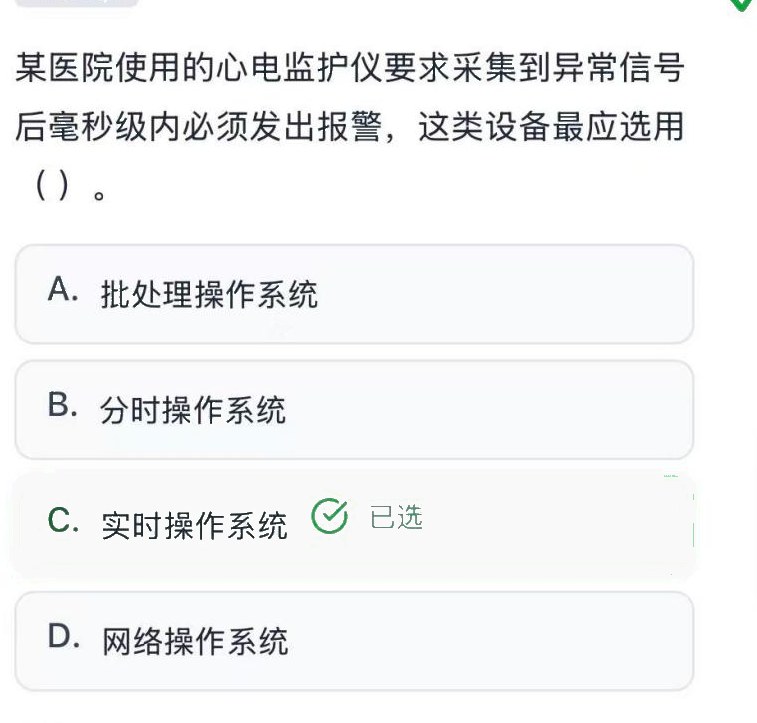 某医院使用的心电监护仪要求采集到异常信号
后毫秒级内必须发出报警，这类设备最应选用
（）。
A. 批处理操作系统
B. 分时操作系统
C. 实时操作系统 已选
D. 网络操作系统